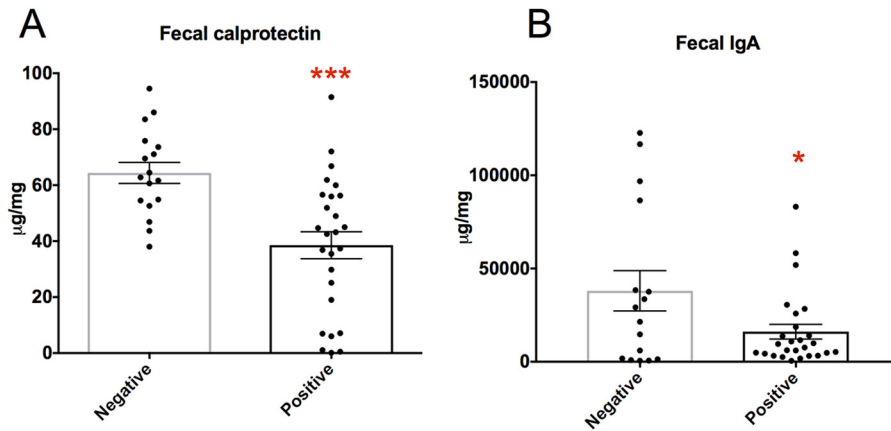 A
Fecal calprotectin
100
80
60
40
20
0
μg/mg
***
Negative
Positive
B
Fecal IgA
150000
100000
50000
0
μg/mg
*
Negative
Positive